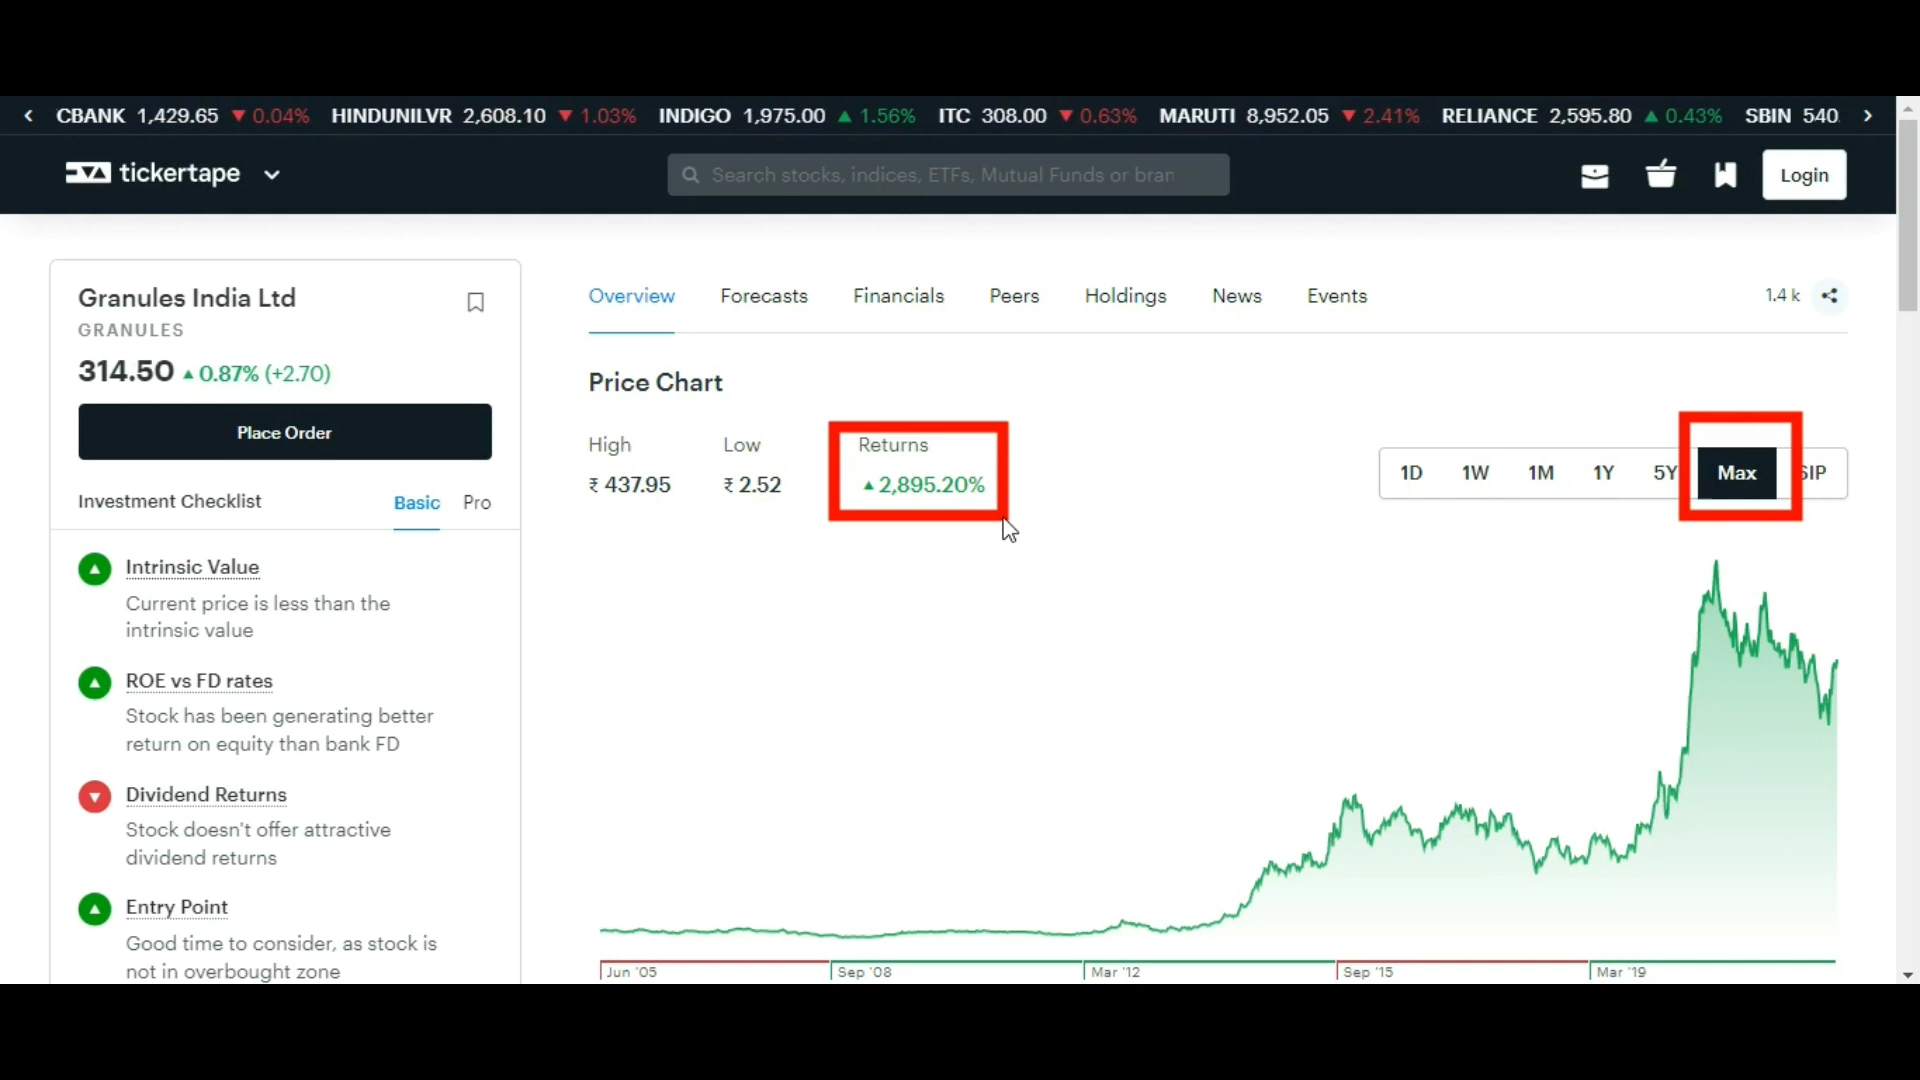 CBANK 1,429.65 ▼ 0.04% HINDUNILVR 2,608.10 ▼ 1.03% INDIGO 1,975.00 ▲ 1.56% ITC 308.00 ▼ 0.63% MARUTI 8,952.05 ▼ 2.41% RELIANCE 2,595.80 ▲ 0.43% SBIN 540
tickertape
Search stocks, indices, ETFs, Mutual Funds or bran
Login
Granules India Ltd
GRANULES
314.50 ▲ 0.87% (+2.70)
Place Order
Investment Checklist Basic Pro
Intrinsic Value
Current price is less than the
intrinsic value
ROE vs FD rates
Stock has been generating better
return on equity than bank FD
Dividend Returns
Stock doesn't offer attractive
dividend returns
Entry Point
Good time to consider, as stock is
not in overbought zone
Overview Forecasts Financials Peers Holdings News Events
1.4 k
Price Chart
High Low Returns
₹ 437.95 ₹ 2.52 ▲ 2,895.20%
1D 1W 1M 1Y 5Y Max SIP
Jun '05 Sep '08 Mar '12 Sep '15 Mar '19